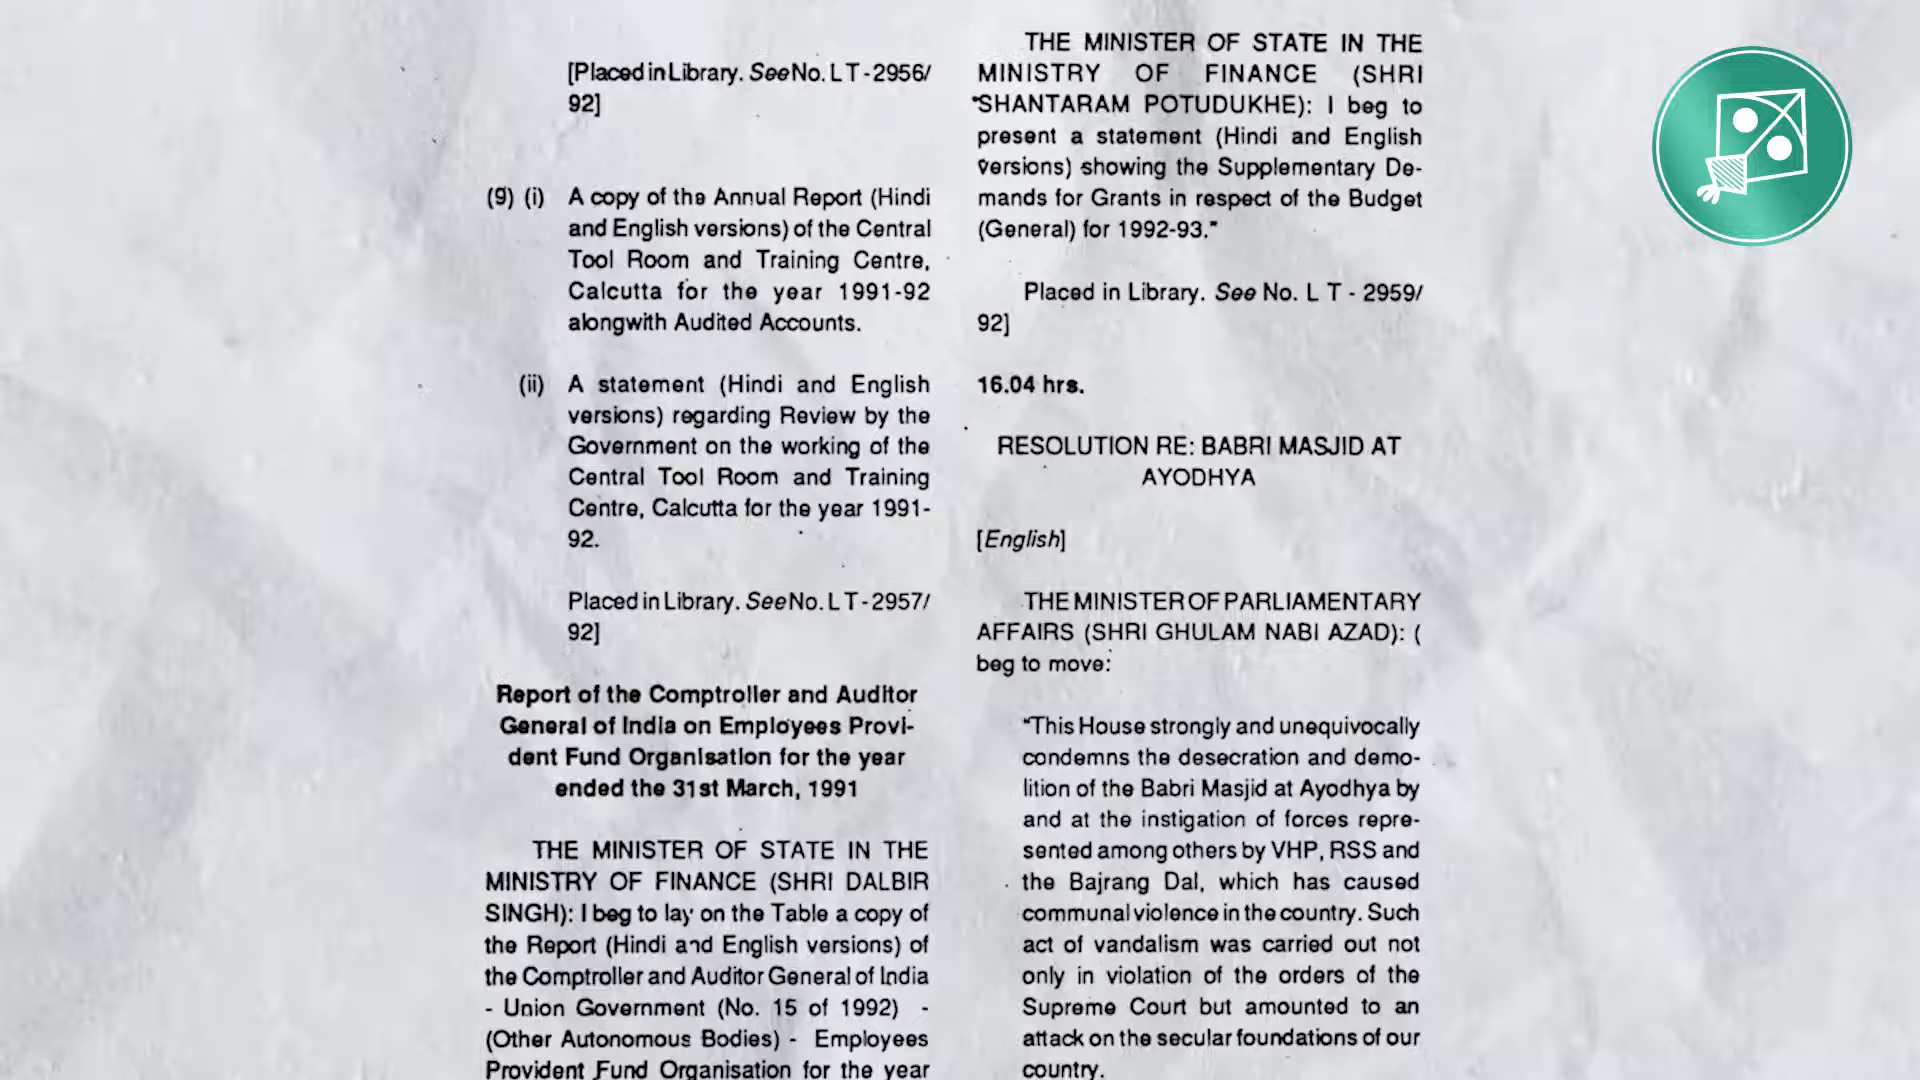 [Placed in Library. See No. L T - 2956/
92]
(9) (i) A copy of the Annual Report (Hindi
and English versions) of the Central
Tool Room and Training Centre,
Calcutta for the year 1991-92
alongwith Audited Accounts.
(ii) A statement (Hindi and English
versions) regarding Review by the
Government on the working of the
Central Tool Room and Training
Centre, Calcutta for the year 1991-
92.
Placed in Library. See No. L T - 2957/
92]
Report of the Comptroller and Auditor
General of India on Employees Provi-
dent Fund Organisation for the year
ended the 31st March, 1991
THE MINISTER OF STATE IN THE
MINISTRY OF FINANCE (SHRI DALBIR
SINGH): I beg to lay on the Table a copy of
the Report (Hindi and English versions) of
the Comptroller and Auditor General of India
- Union Government (No. 15 of 1992) -
(Other Autonomous Bodies) - Employees
Provident Fund Organisation for the year
THE MINISTER OF STATE IN THE
MINISTRY OF FINANCE (SHRI
SHANTARAM POTUDUKHE): I beg to
present a statement (Hindi and English
versions) showing the Supplementary De-
mands for Grants in respect of the Budget
(General) for 1992-93."
Placed in Library. See No. L T - 2959/
92]
16.04 hrs.
RESOLUTION RE: BABRI MASJID AT
AYODHYA
[English]
THE MINISTER OF PARLIAMENTARY
AFFAIRS (SHRI GHULAM NABI AZAD): (
beg to move:
"This House strongly and unequivocally
condemns the desecration and demo-
lition of the Babri Masjid at Ayodhya by
and at the instigation of forces repre-
sented among others by VHP, RSS and
the Bajrang Dal, which has caused
communal violence in the country. Such
act of vandalism was carried out not
only in violation of the orders of the
Supreme Court but amounted to an
attack on the secular foundations of our
country.